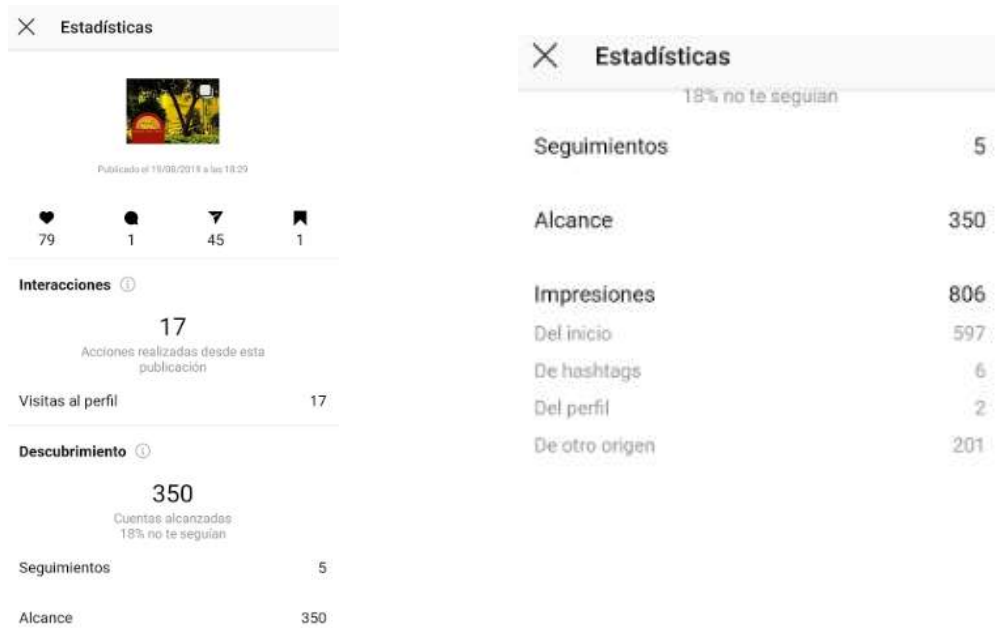 Estadísticas
Publicado el 19/08/2019 a las 18:29
79 1 45 1
Interacciones
17
Acciones realizadas desde esta
publicación
Visitas al perfil 17
Descubrimiento
350
Cuentas alcanzadas
18% no te seguían
Seguimientos 5
Alcance 350
Estadísticas
18% no te seguían
Seguimientos 5
Alcance 350
Impresiones 806
Del inicio 597
De hashtags 6
Del perfil 2
De otro origen 201